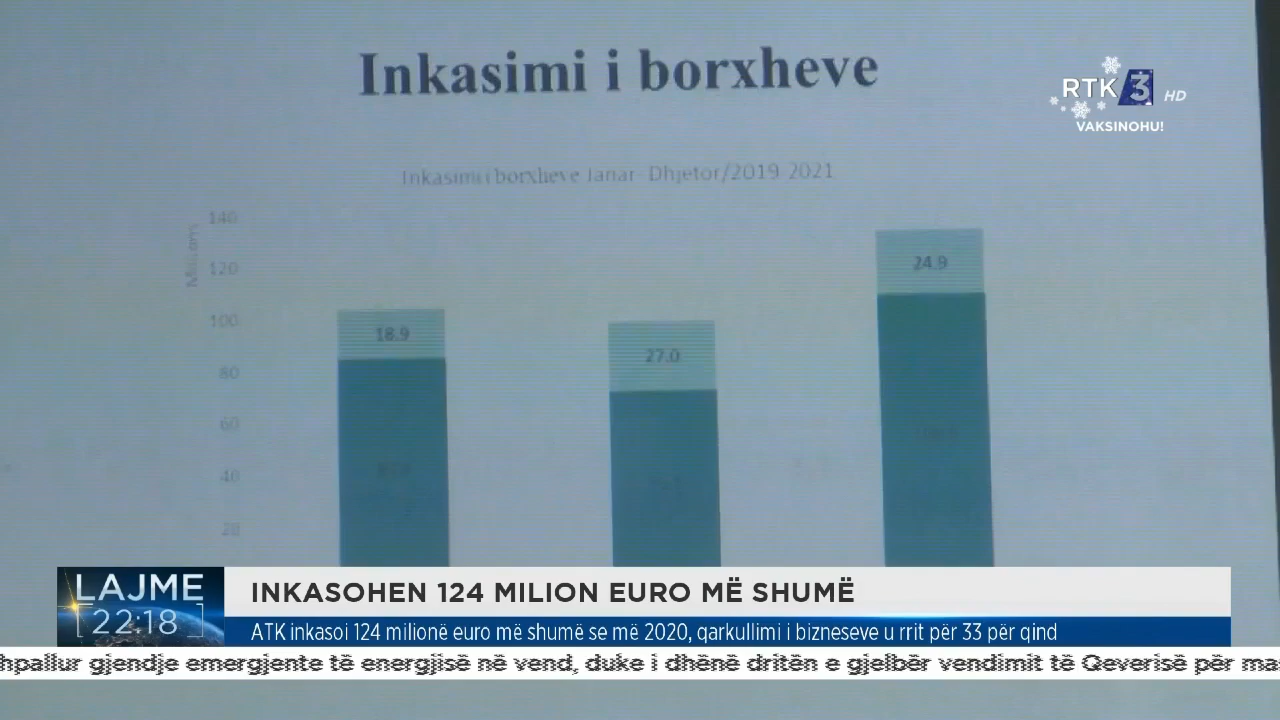 Inkasimi i borxheve
RTK 3 HD
VAKSINOHU!
Inkasimi i borxheve Janar- Dhjetor/2019-2021
Milions
140
120
100
80
60
40
20
18.9
27.0
24.9
LAJME
22:18
INKASOHEN 124 MILION EURO MË SHUMË
ATK inkasoi 124 milionë euro më shumë se më 2020, qarkullimi i bizneseve u rrit për 33 për qind
hpallur gjendje emergjente të energjisë në vend, duke i dhënë dritën e gjelbër vendimit të Qeverisë për ma